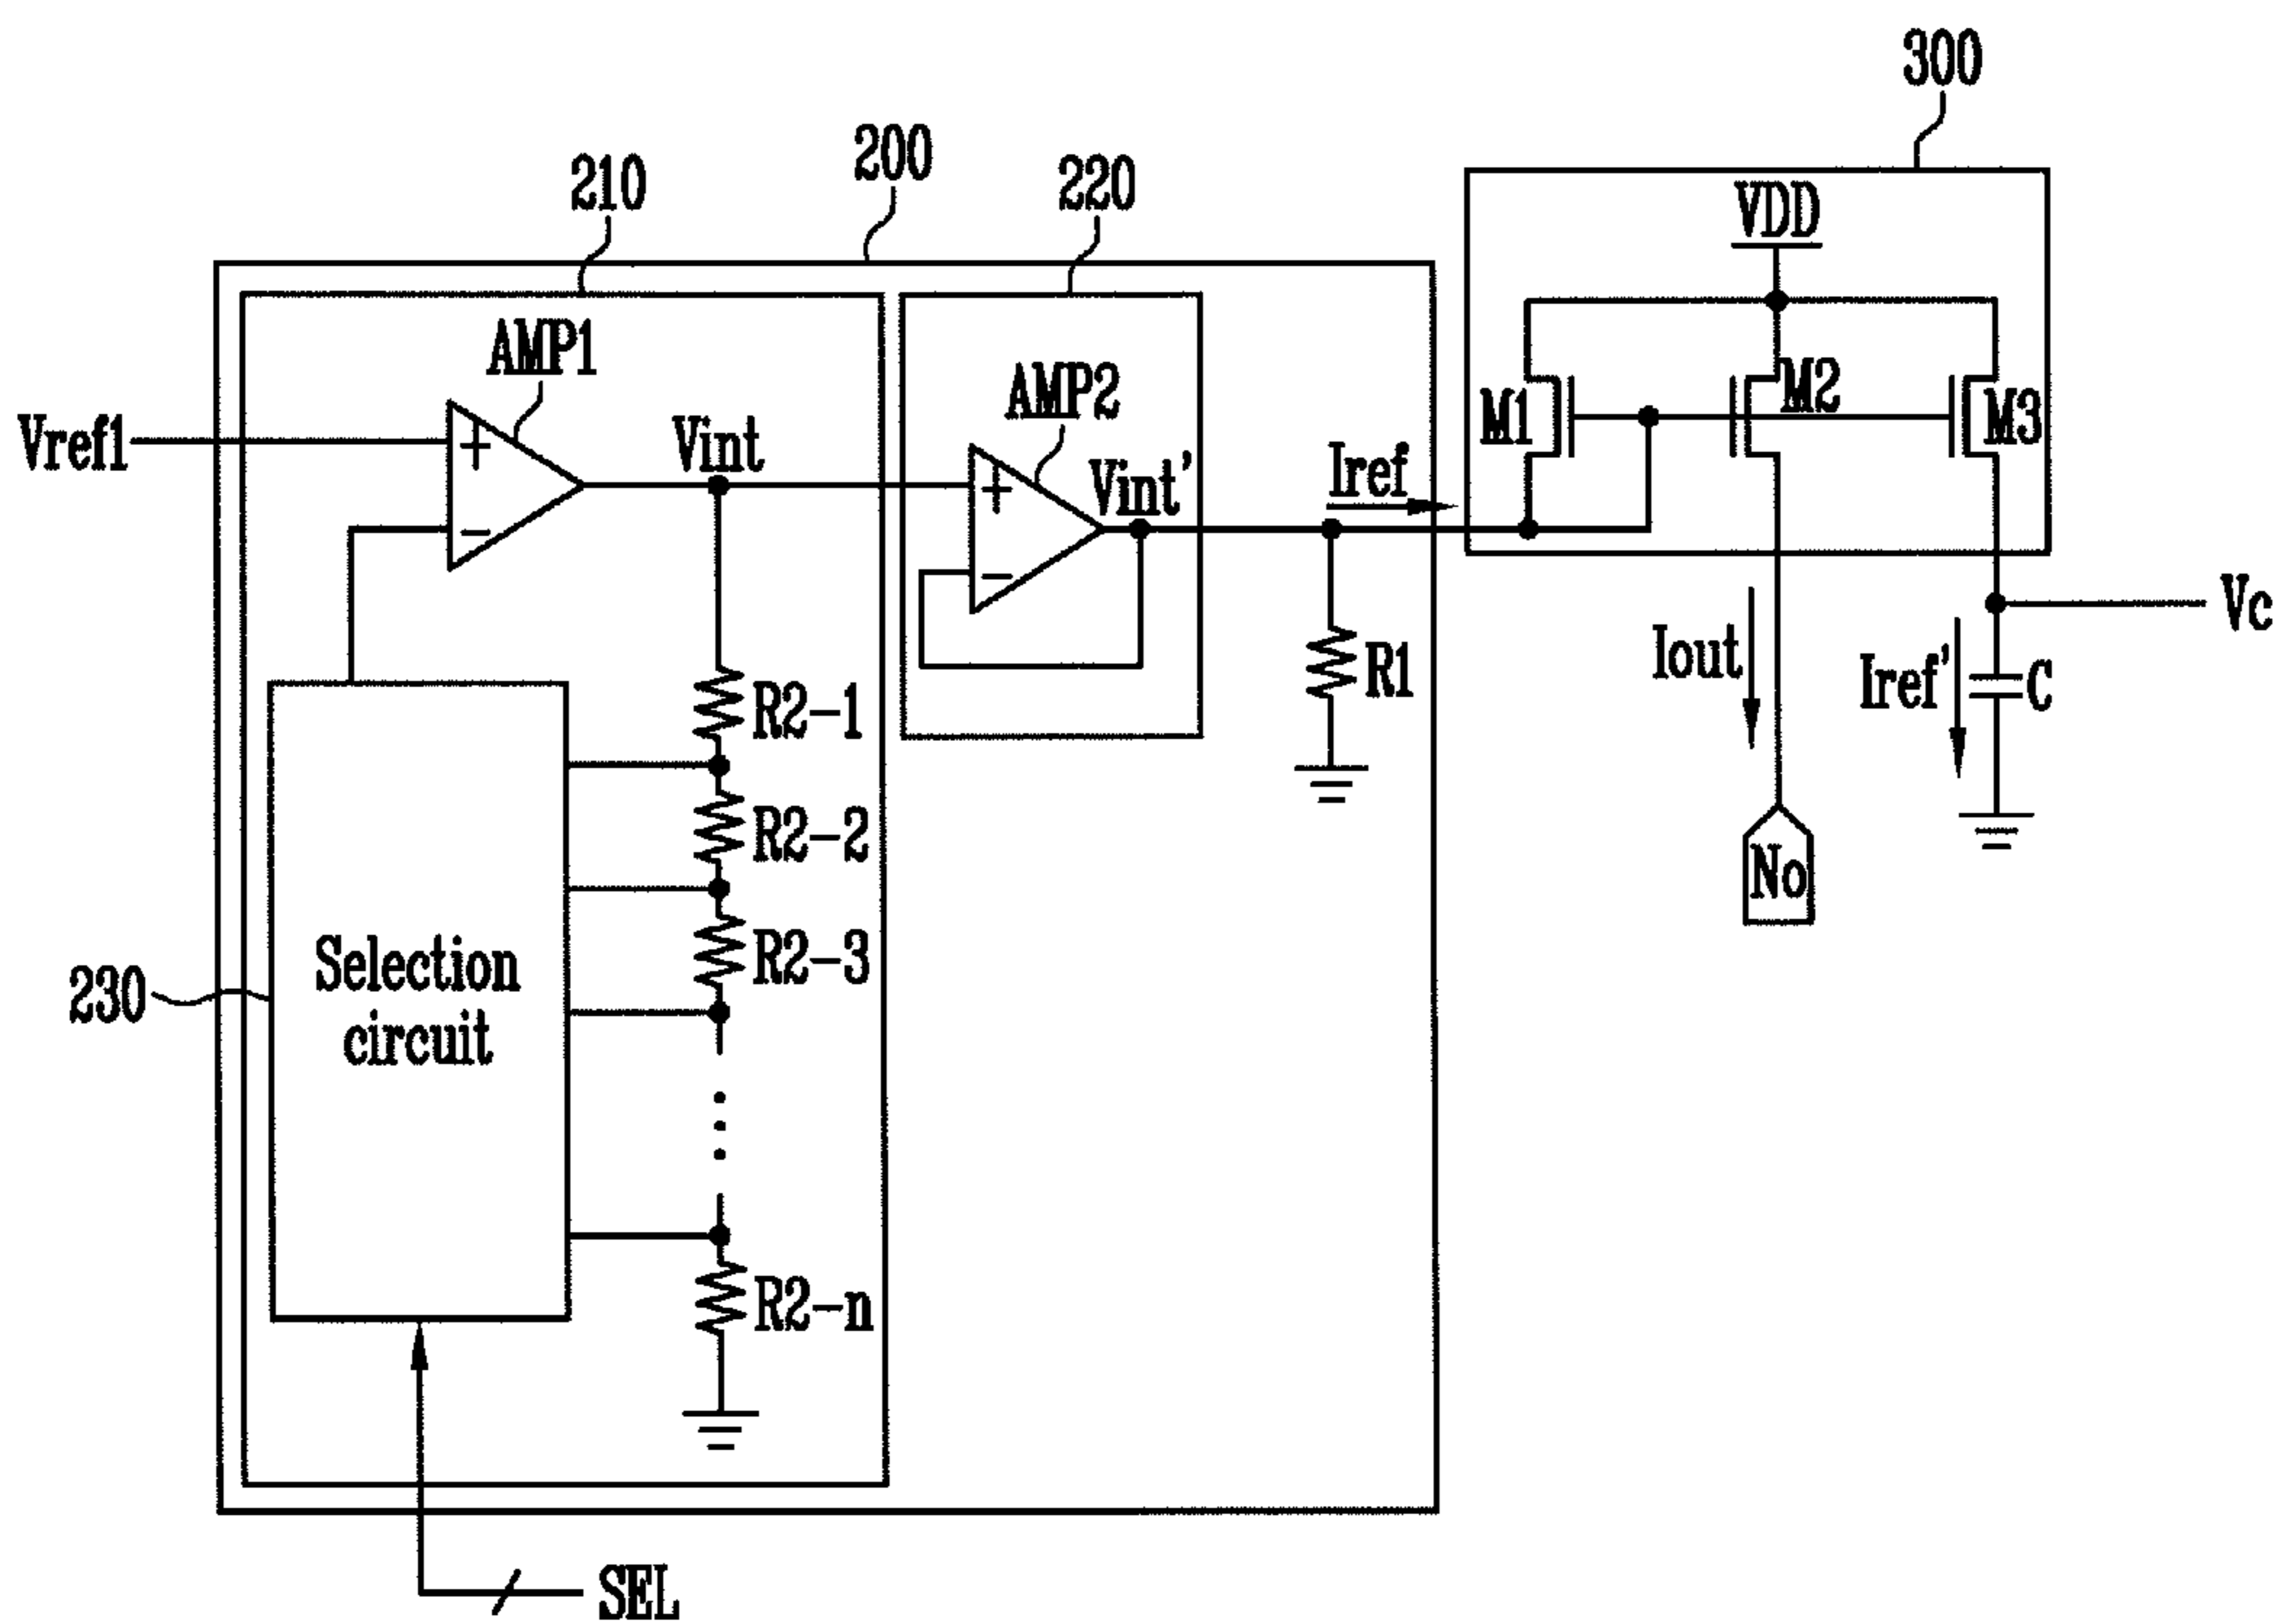 300
200
210
220
VDD
AMP1
AMP2
M1
M2
M3
Vref1
+
−
Vint
+
−
Vint'
Iref
Vc
R1
Iout
Iref'
C
No
R2-1
R2-2
R2-3
Selection
circuit
230
R2-n
SEL